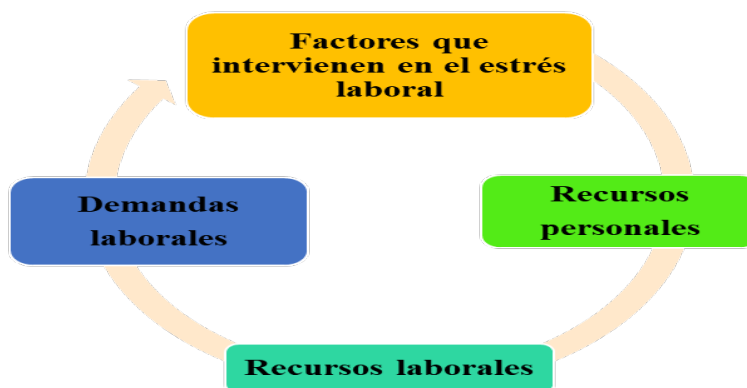 Factores que
intervienen en el estrés
laboral
Recursos
personales
Recursos laborales
Demandas
laborales